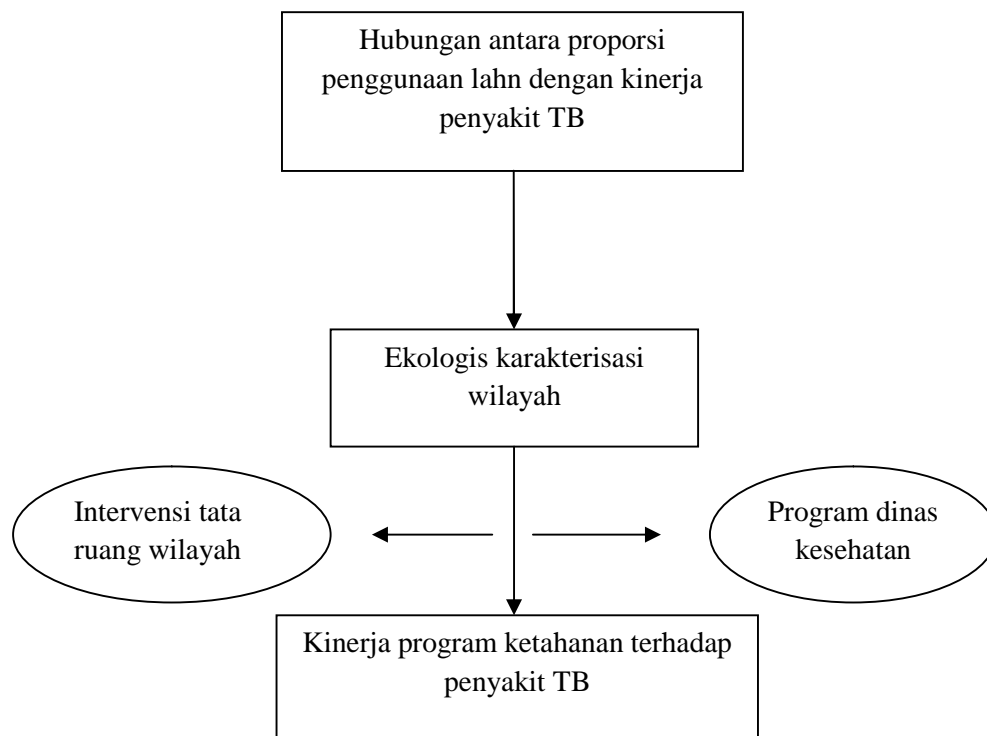 Hubungan antara proporsi
penggunaan lahn dengan kinerja
penyakit TB
Ekologis karakterisasi
wilayah
Intervensi tata
ruang wilayah
Program dinas
kesehatan
Kinerja program ketahanan terhadap
penyakit TB